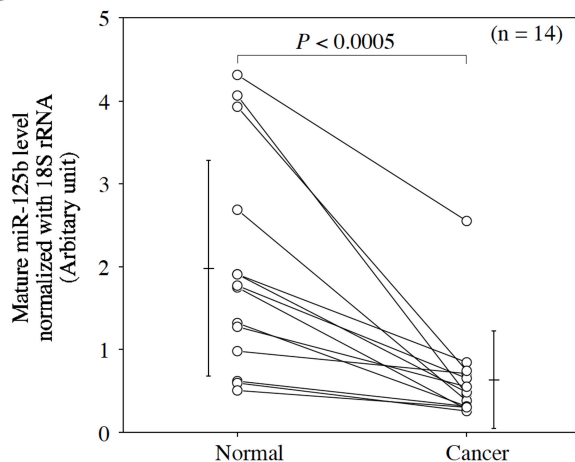 5
P < 0.0005
(n = 14)
4
3
2
1
0
Mature miR-125b level
normalized with 18S rRNA
(Arbitary unit)
Normal
Cancer